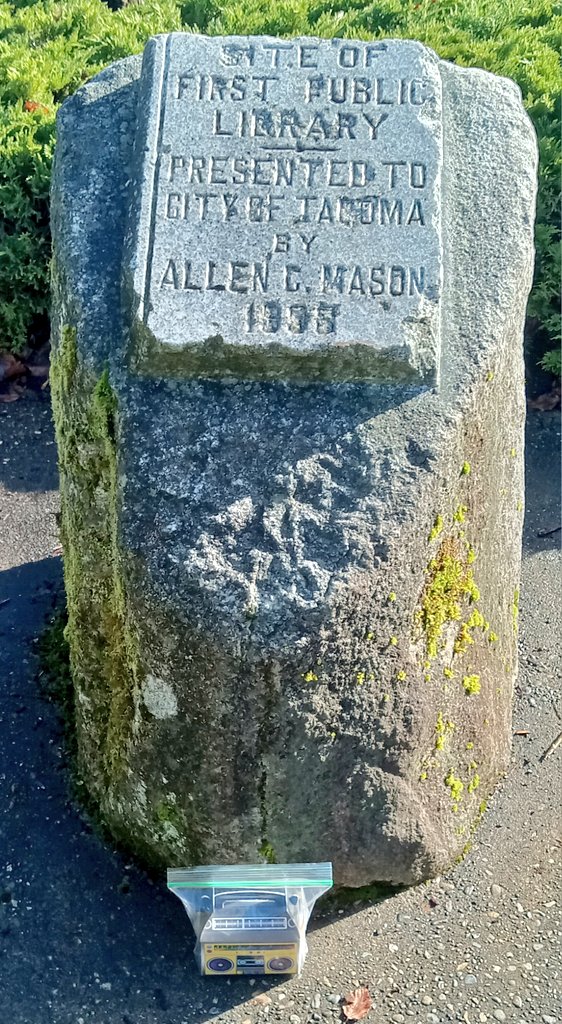 SITE OF
FIRST PUBLIC
LIBRARY
PRESENTED TO
CITY OF TACOMA
BY
ALLEN C. MASON